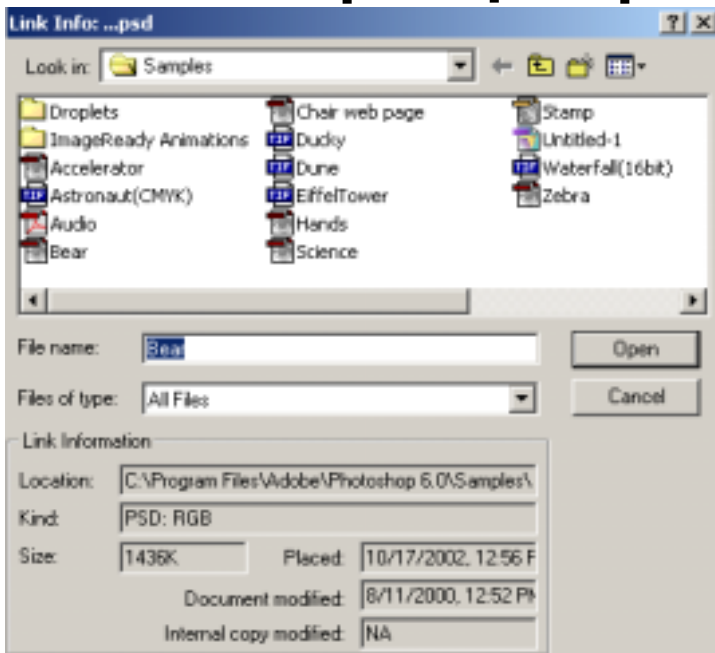 Link Info: ...psd
Look in: Samples
Droplets
ImageReady Animations
Accelerator
Astronaut(CMYK)
Audio
Bear
Chair web page
Ducky
Dune
EiffelTower
Hands
Science
Stamp
Untitled-1
Waterfall(16bit)
Zebra
File name: Bear Open
Files of type: All Files Cancel
Link Information
Location: C:\Program Files\Adobe\Photoshop 6.0\Samples\
Kind: PSD: RGB
Size: 1436K Placed: 10/17/2002, 12:56 P
Document modified: 8/11/2000, 12:52 PM
Internal copy modified: NA